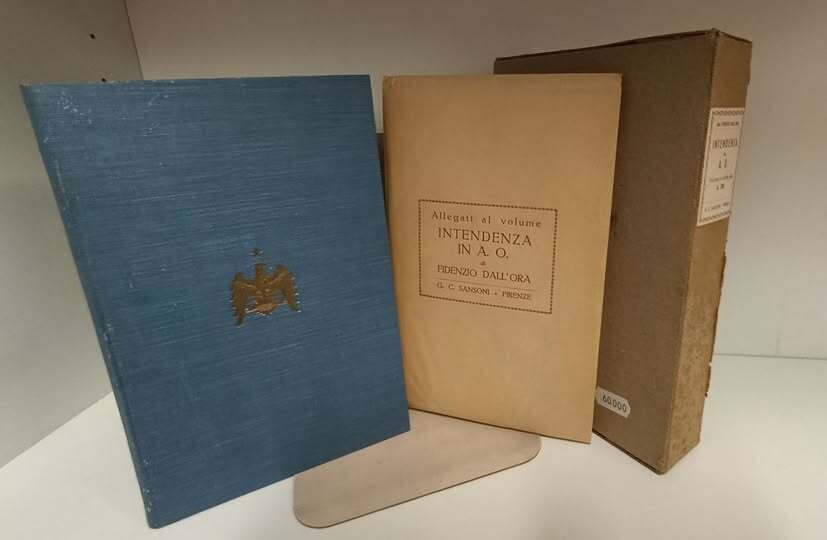 Allegati al volume
INTENDENZA
IN A. O.
di
FIDENZIO DALL'ORA
G. C. SANSONI - FIRENZE
INTENDENZA
A. O.
60.000